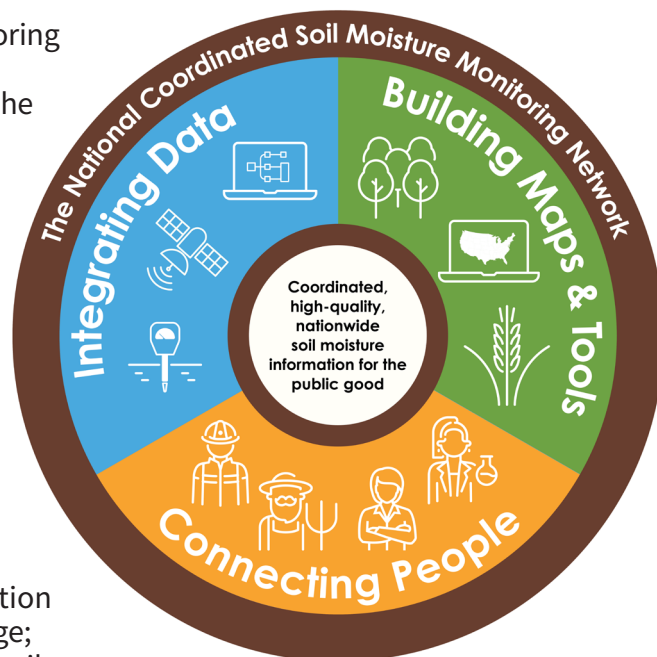 oring
he
The National Coordinated Soil Moisture Monitoring Network
Integrating Data
Building Maps & Tools
Coordinated,
high-quality,
nationwide
soil moisture
information for the
public good
Connecting People
tion
ge;